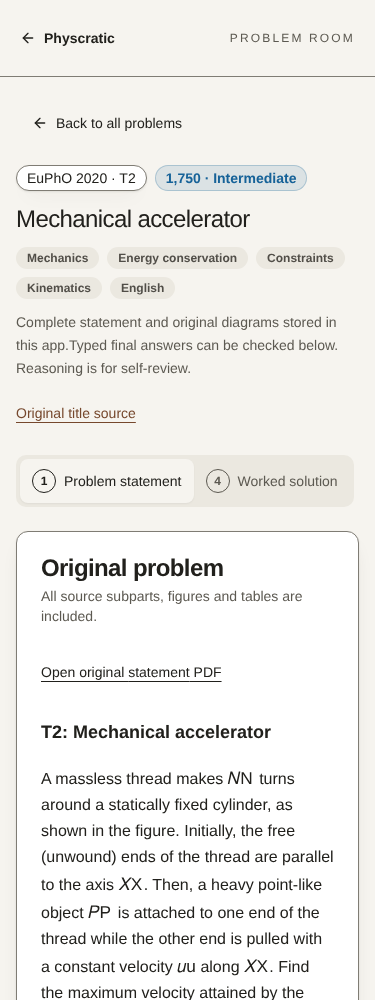 Physcratic
PROBLEM ROOM
Back to all problems
EuPhO 2020 · T2
1,750 · Intermediate
Mechanical accelerator
Mechanics
Energy conservation
Constraints
Kinematics
English
Complete statement and original diagrams stored in
this app.Typed final answers can be checked below.
Reasoning is for self-review.
Original title source
1 Problem statement
4 Worked solution
Original problem
All source subparts, figures and tables are
included.
Open original statement PDF
T2: Mechanical accelerator
A massless thread makes NN turns
around a statically fixed cylinder, as
shown in the figure. Initially, the free
(unwound) ends of the thread are parallel
to the axis XX. Then, a heavy point-like
object PP is attached to one end of the
thread while the other end is pulled with
a constant velocity uu along XX. Find
the maximum velocity attained by the